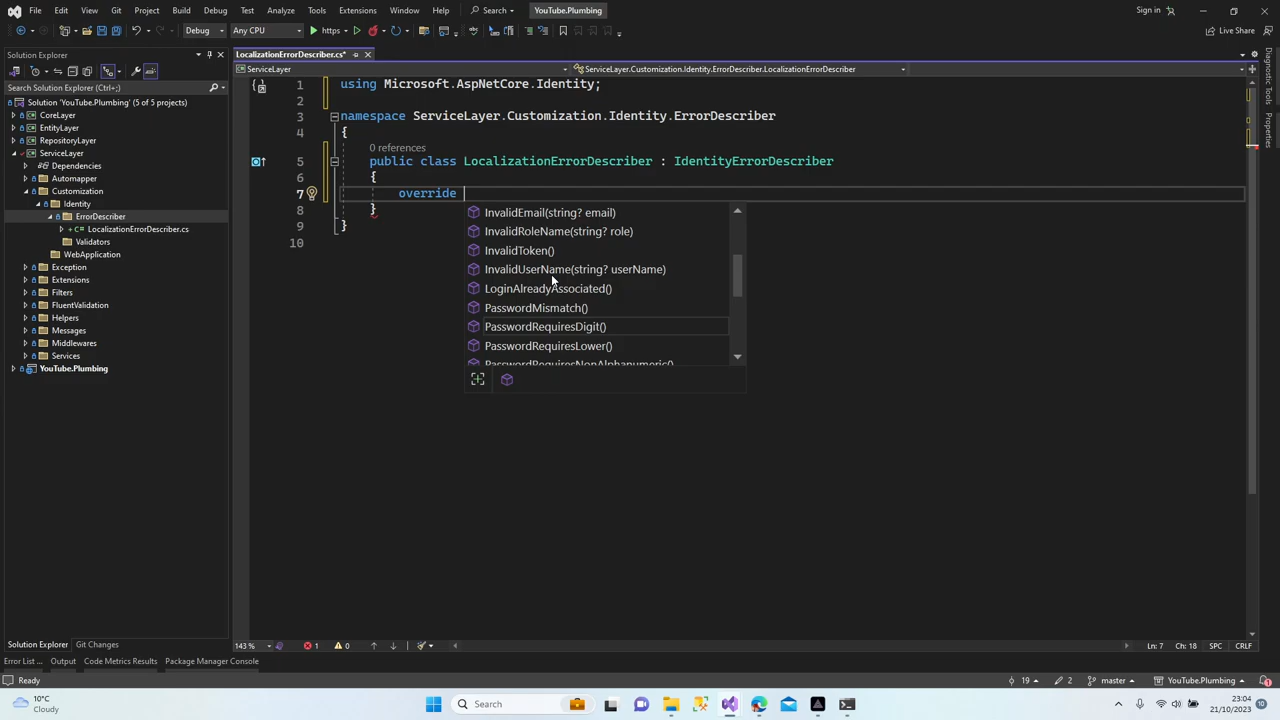 File Edit View Git Project Build Debug Test Analyze Tools Extensions Window Help Search YouTube.Plumbing Sign in
Debug Any CPU https Live Share
Solution Explorer
LocalizationErrorDescriber.cs*
ServiceLayer ServiceLayer.Customization.Identity.ErrorDescriber.LocalizationErrorDescriber
Search Solution Explorer (Ctrl+;)
Solution 'YouTube.Plumbing' (5 of 5 projects)
CoreLayer
EntityLayer
RepositoryLayer
ServiceLayer
Dependencies
Automapper
Customization
Identity
ErrorDescriber
C# LocalizationErrorDescriber.cs
Validators
WebApplication
Exception
Extensions
Filters
FluentValidation
Helpers
Messages
Middlewares
Services
YouTube.Plumbing
1 using Microsoft.AspNetCore.Identity;
2
3 namespace ServiceLayer.Customization.Identity.ErrorDescriber
4 {
0 references
5 public class LocalizationErrorDescriber : IdentityErrorDescriber
6 {
7 override
8 }
9 }
10
InvalidEmail(string? email)
InvalidRoleName(string? role)
InvalidToken()
InvalidUserName(string? userName)
LoginAlreadyAssociated()
PasswordMismatch()
PasswordRequiresDigit()
PasswordRequiresLower()
PasswordRequiresNonAlphanumeric()
Diagnostic Tools
Properties
Solution Explorer Git Changes
143 % 1 0 Ln: 7 Ch: 18 SPC CRLF
Error List ... Output Code Metrics Results Package Manager Console
Ready 19 2 master YouTube.Plumbing 1
10°C
Cloudy
Search
23:04
21/10/2023
10